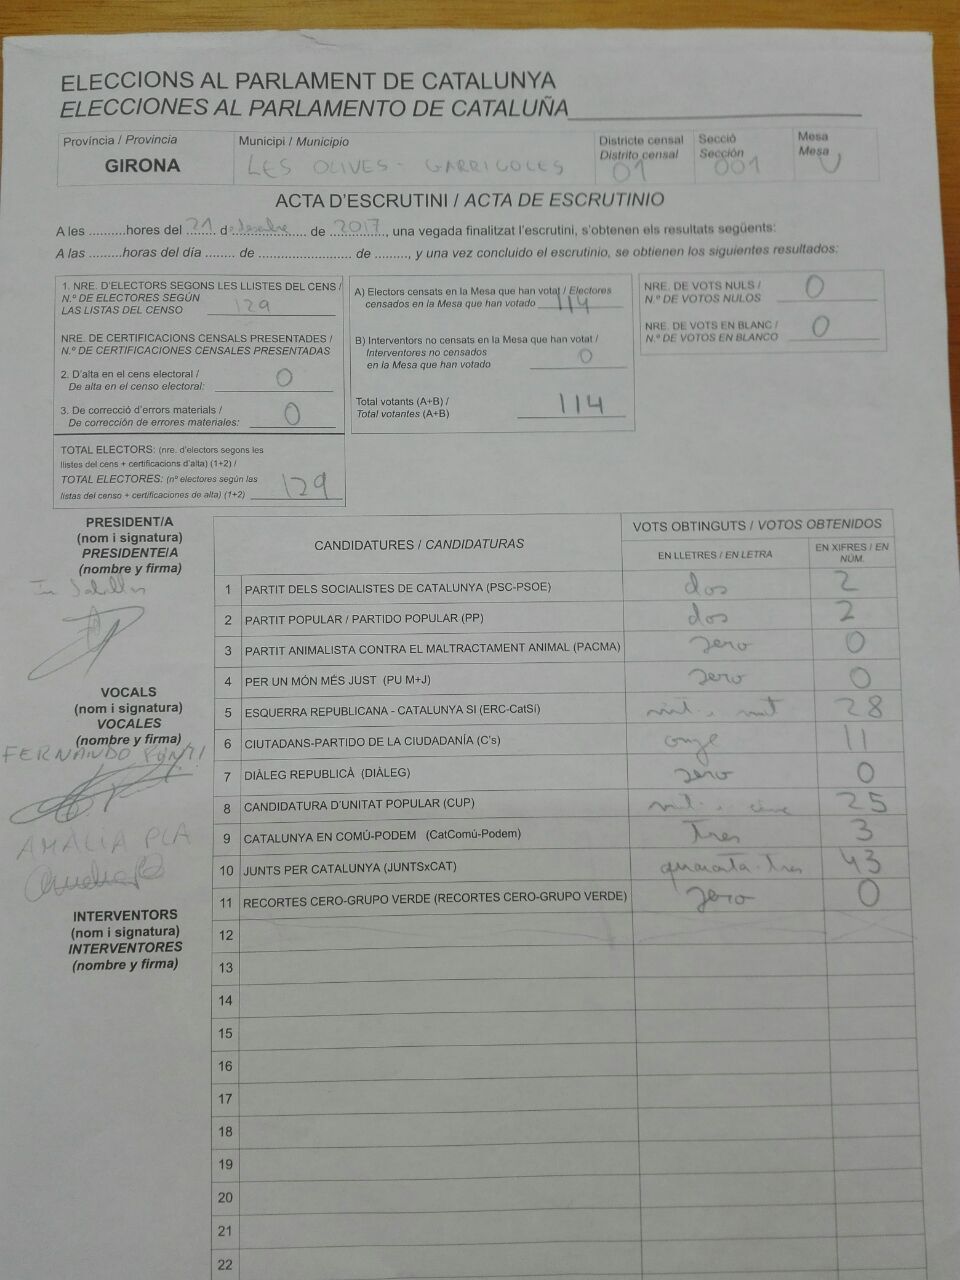 ELECCIONS AL PARLAMENT DE CATALUNYA
ELECCIONES AL PARLAMENTO DE CATALUÑA
Província / Provincia
GIRONA
Municipi / Municipio
LES OLIVES - GARRIGOLES
Districte censal
Distrito censal
01
Secció
Sección
001
Mesa
Mesa
U
ACTA D'ESCRUTINI / ACTA DE ESCRUTINIO
A les ..........hores del 21 d desembre de 2017, una vegada finalitzat l'escrutini, s'obtenen els resultats següents:
A las .........horas del día ........ de ......................... de ........., y una vez concluido el escrutinio, se obtienen los siguientes resultados:
1. NRE. D'ELECTORS SEGONS LES LLISTES DEL CENS /
N.º DE ELECTORES SEGÚN
LAS LISTAS DEL CENSO 129
NRE. DE CERTIFICACIONS CENSALS PRESENTADES /
N.º DE CERTIFICACIONES CENSALES PRESENTADAS
2. D'alta en el cens electoral /
De alta en el censo electoral: 0
3. De correcció d'errors materials /
De corrección de errores materiales: 0
TOTAL ELECTORS: (nre. d'electors segons les
llistes del cens + certificacions d'alta) (1+2) /
TOTAL ELECTORES: (nº electores según las
listas del censo + certificaciones de alta) (1+2) 129
A) Electors censats en la Mesa que han votat / Electores
censados en la Mesa que han votado 114
B) Interventors no censats en la Mesa que han votat /
Interventores no censados
en la Mesa que han votado 0
Total votants (A+B) /
Total votantes (A+B) 114
NRE. DE VOTS NULS /
N.º DE VOTOS NULOS 0
NRE. DE VOTS EN BLANC /
N.º DE VOTOS EN BLANCO 0
PRESIDENT/A
(nom i signatura)
PRESIDENTE/A
(nombre y firma)
VOCALS
(nom i signatura)
VOCALES
(nombre y firma)
FERNANDO PUNTÍ
AMÀLIA PLA
INTERVENTORS
(nom i signatura)
INTERVENTORES
(nombre y firma)
CANDIDATURES / CANDIDATURAS
VOTS OBTINGUTS / VOTOS OBTENIDOS
EN LLETRES / EN LETRA
EN XIFRES / EN
NÚM.
1 PARTIT DELS SOCIALISTES DE CATALUNYA (PSC-PSOE) dos 2
2 PARTIT POPULAR / PARTIDO POPULAR (PP) dos 2
3 PARTIT ANIMALISTA CONTRA EL MALTRACTAMENT ANIMAL (PACMA) zero 0
4 PER UN MÓN MÉS JUST (PU M+J) zero 0
5 ESQUERRA REPUBLICANA - CATALUNYA SI (ERC-CatSí) vint-i-vuit 28
6 CIUTADANS-PARTIDO DE LA CIUDADANÍA (C's) onze 11
7 DIÀLEG REPUBLICÀ (DIÀLEG) zero 0
8 CANDIDATURA D'UNITAT POPULAR (CUP) vint-i-cinc 25
9 CATALUNYA EN COMÚ-PODEM (CatComú-Podem) tres 3
10 JUNTS PER CATALUNYA (JUNTSxCAT) quaranta-tres 43
11 RECORTES CERO-GRUPO VERDE (RECORTES CERO-GRUPO VERDE) zero 0
12
13
14
15
16
17
18
19
20
21
22